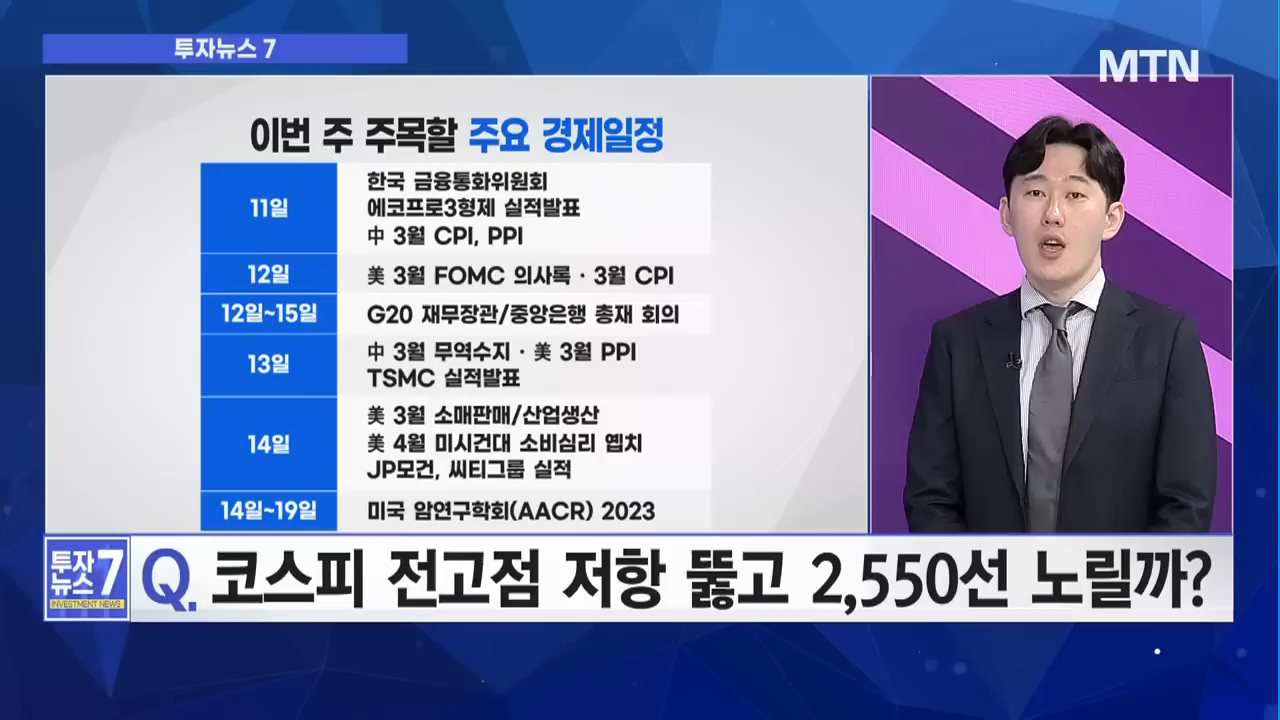 투자뉴스 7
MTN
이번 주 주목할 주요 경제일정
11일
한국 금융통화위원회
에코프로3형제 실적발표
中 3월 CPI, PPI
12일
美 3월 FOMC 의사록 · 3월 CPI
12일~15일
G20 재무장관/중앙은행 총재 회의
13일
中 3월 무역수지 · 美 3월 PPI
TSMC 실적발표
14일
美 3월 소매판매/산업생산
美 4월 미시건대 소비심리 옙치
JP모건, 씨티그룹 실적
14일~19일
미국 암연구학회(AACR) 2023
투자
뉴스 7
INVESTMENT NEWS
Q. 코스피 전고점 저항 뚫고 2,550선 노릴까?